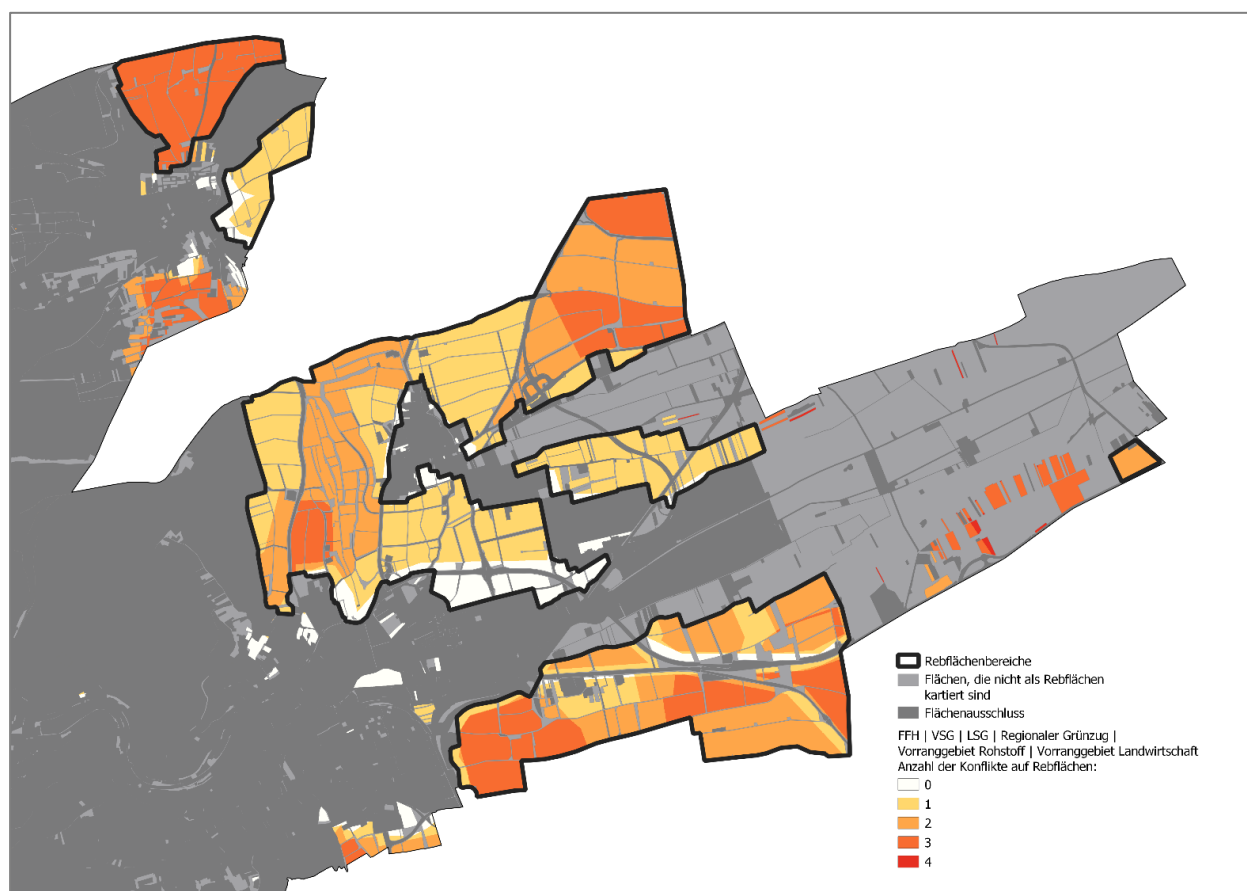 Rebflächenbereiche
Flächen, die nicht als Rebflächen
kartiert sind
Flächenausschluss
FFH | VSG | LSG | Regionaler Grünzug |
Vorranggebiet Rohstoff | Vorranggebiet Landwirtschaft
Anzahl der Konflikte auf Rebflächen:
0
1
2
3
4